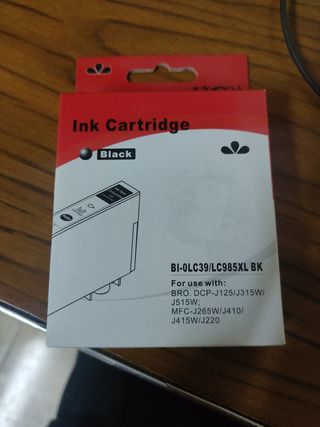 Ink Cartridge
Black
BI-0LC39/LC985XL BK
For use with:
BRO. DCP-J125/J315W/
J515W;
MFC-J265W/J410/
J415W/J220